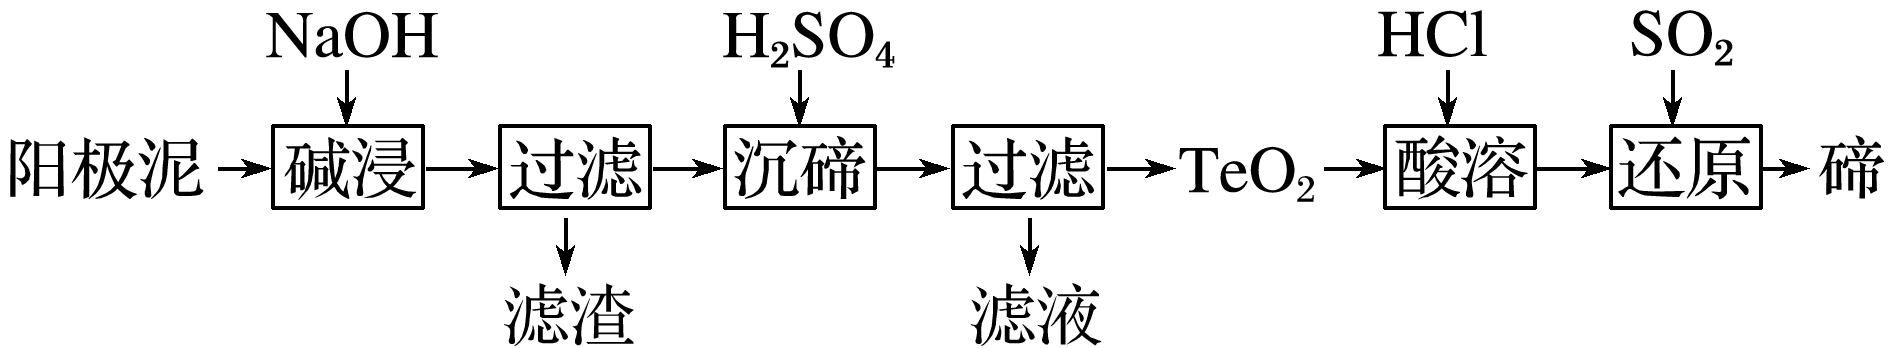 NaOH H₂SO₄ HCl SO₂
阳极泥 碱浸 过滤 沉碲 过滤 TeO₂ 酸溶 还原 碲
滤渣 滤液